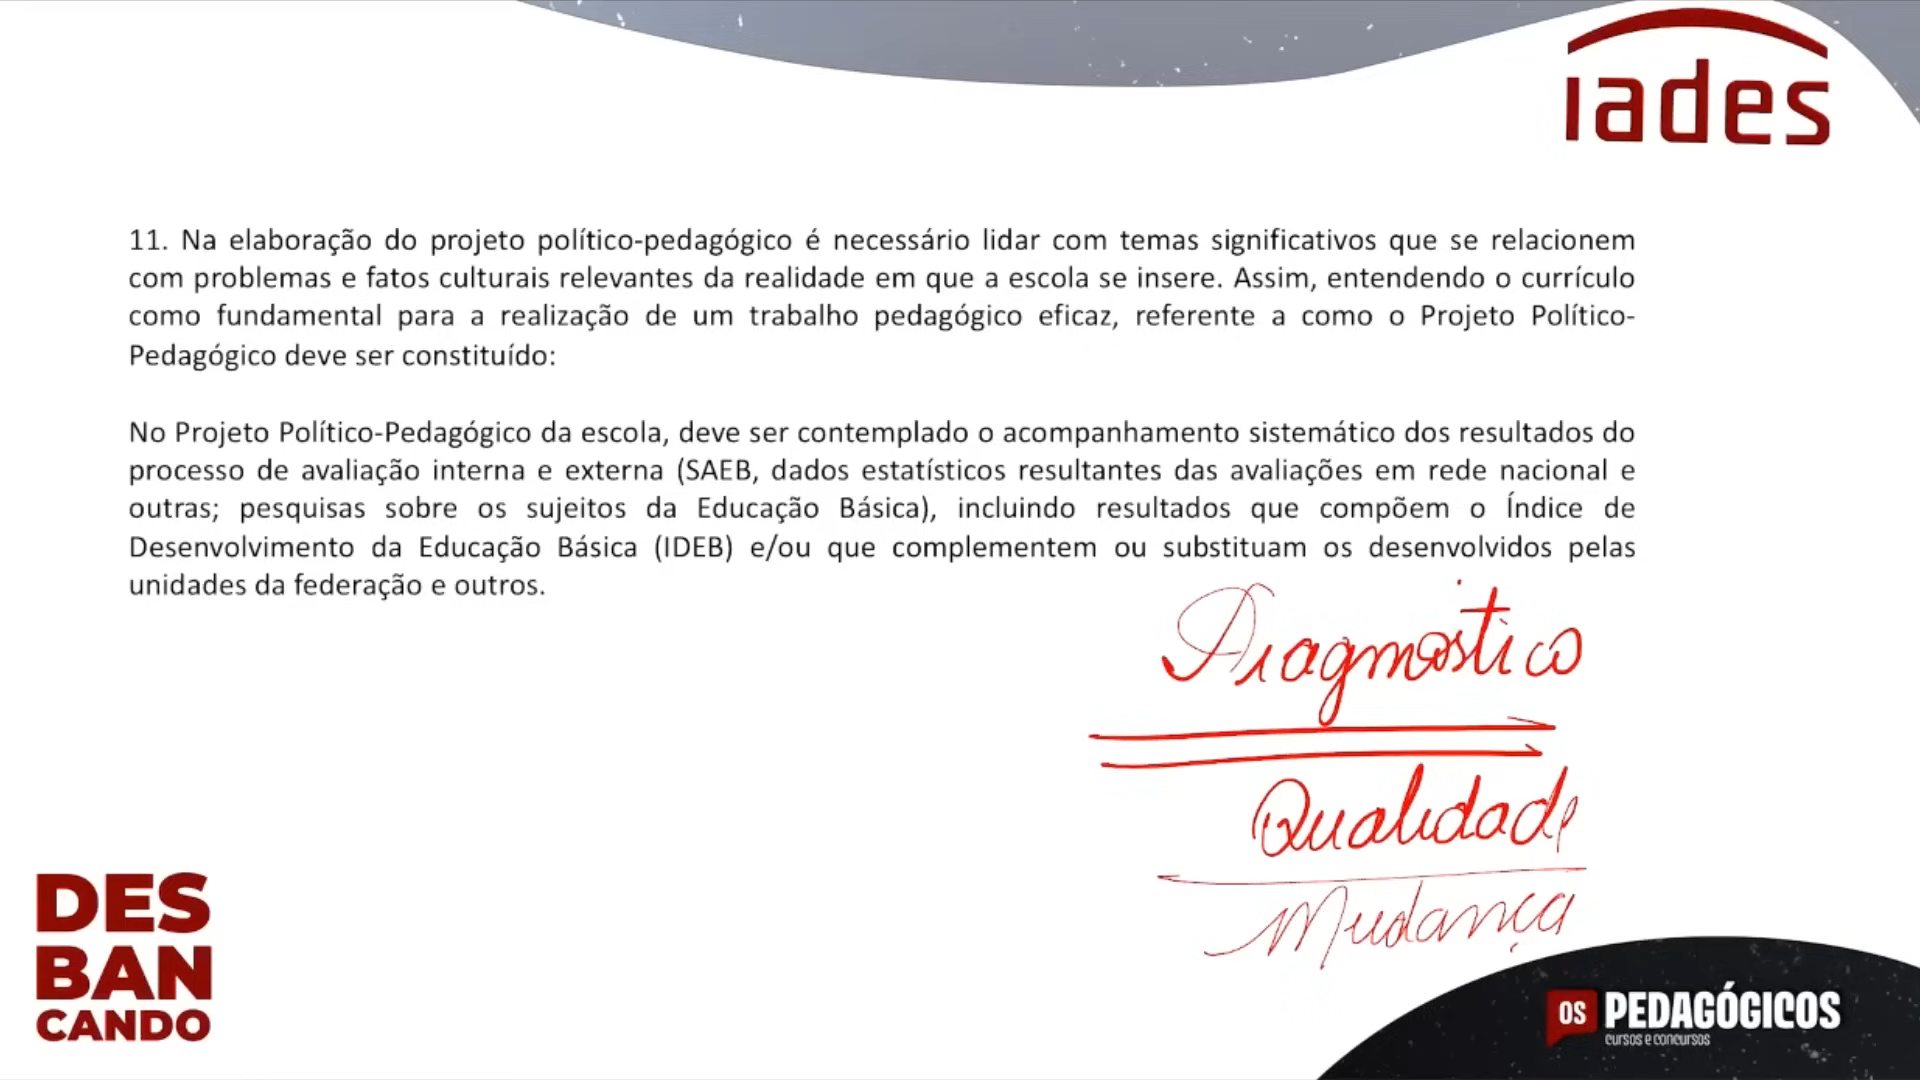 iades
11. Na elaboração do projeto político-pedagógico é necessário lidar com temas significativos que se relacionem
com problemas e fatos culturais relevantes da realidade em que a escola se insere. Assim, entendendo o currículo
como fundamental para a realização de um trabalho pedagógico eficaz, referente a como o Projeto Político-
Pedagógico deve ser constituído:
No Projeto Político-Pedagógico da escola, deve ser contemplado o acompanhamento sistemático dos resultados do
processo de avaliação interna e externa (SAEB, dados estatísticos resultantes das avaliações em rede nacional e
outras; pesquisas sobre os sujeitos da Educação Básica), incluindo resultados que compõem o Índice de
Desenvolvimento da Educação Básica (IDEB) e/ou que complementem ou substituam os desenvolvidos pelas
unidades da federação e outros.
Diagnóstico
Qualidade
Mudança
DES
BAN
CANDO
OS PEDAGÓGICOS
cursos e concursos